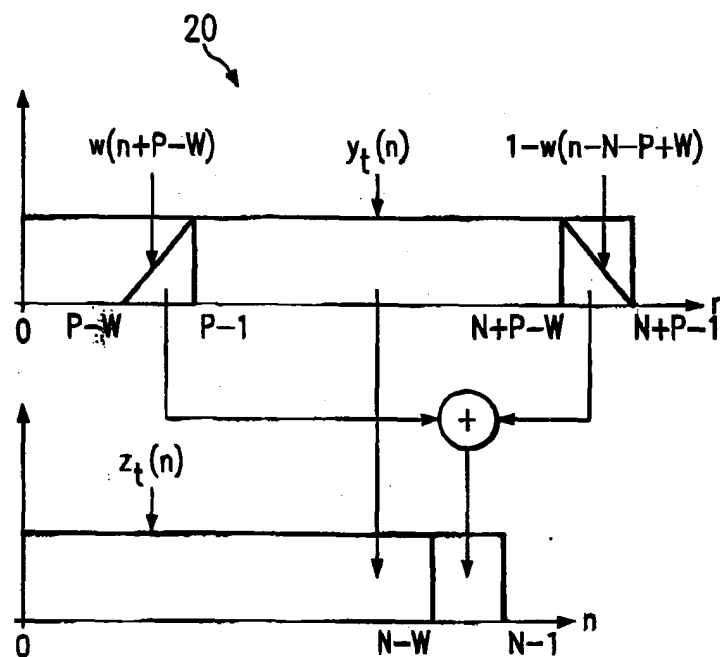 20
w(n+P-W) y_t(n) 1-w(n-N-P+W)
n
0 P-W P-1 N+P-W N+P-1
+
z_t(n)
n
0 N-W N-1